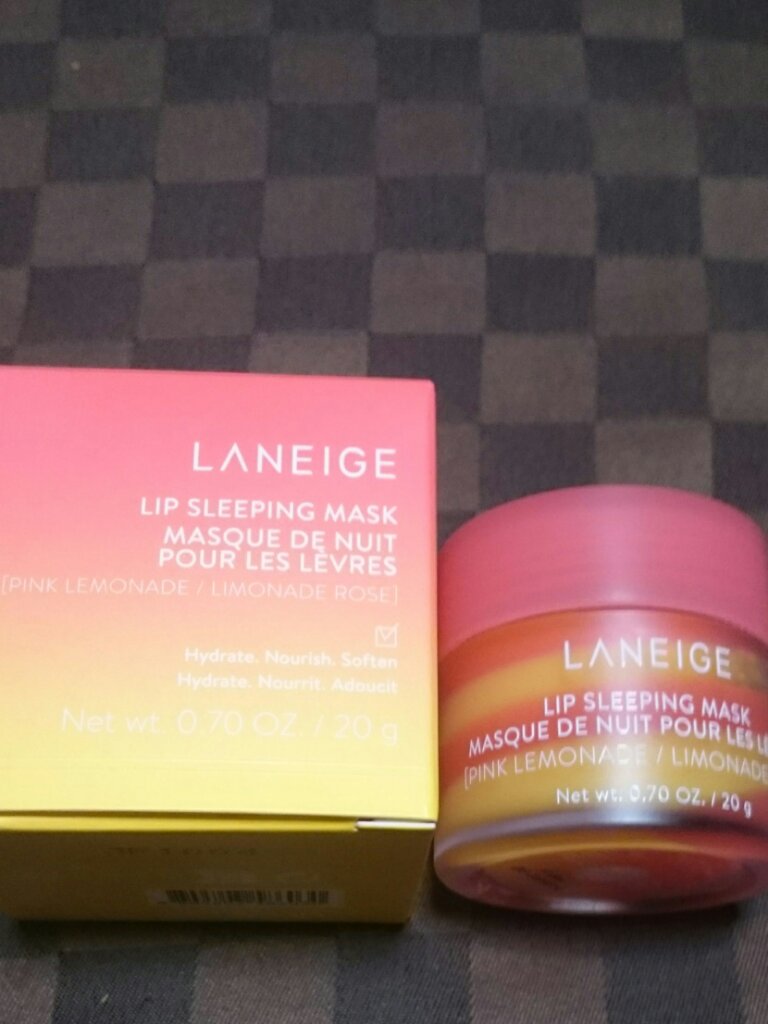 LANEIGE
LIP SLEEPING MASK
MASQUE DE NUIT
POUR LES LÈVRES
[PINK LEMONADE / LIMONADE ROSE]
Hydrate. Nourish. Soften
Hydrate. Nourrit. Adoucit
Net wt. 0.70 OZ. / 20 g
LANEIGE
LIP SLEEPING MASK
MASQUE DE NUIT POUR LES LÈ
[PINK LEMONADE / LIMONADE
Net wt. 0.70 OZ. / 20 g